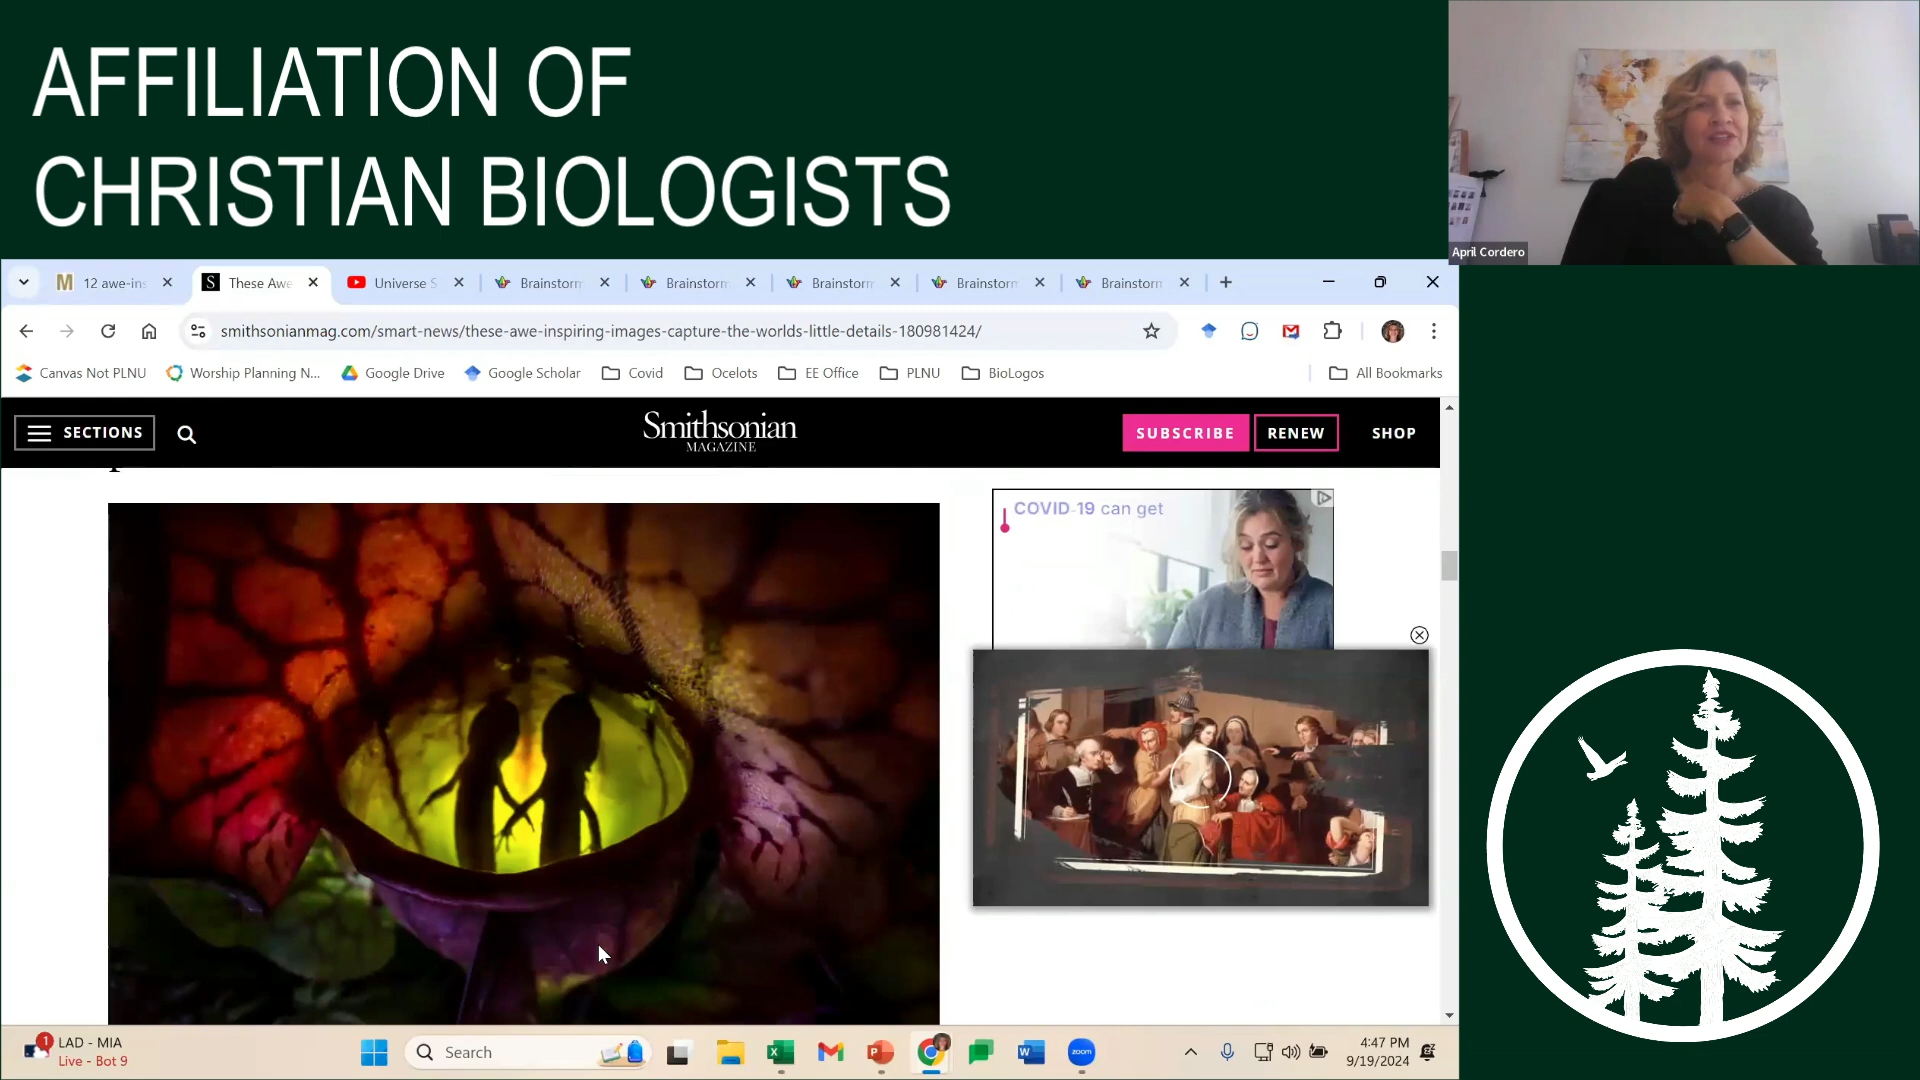 AFFILIATION OF
CHRISTIAN BIOLOGISTS
April Cordero
12 awe-ins
These Awe
Universe S
Brainstorm
Brainstorm
Brainstorm
Brainstorm
Brainstorm
smithsonianmag.com/smart-news/these-awe-inspiring-images-capture-the-worlds-little-details-180981424/
Canvas Not PLNU
Worship Planning N...
Google Drive
Google Scholar
Covid
Ocelots
EE Office
PLNU
BioLogos
All Bookmarks
SECTIONS
Smithsonian
MAGAZINE
SUBSCRIBE
RENEW
SHOP
COVID-19 can get
LAD - MIA
Live - Bot 9
Search
zoom
4:47 PM
9/19/2024